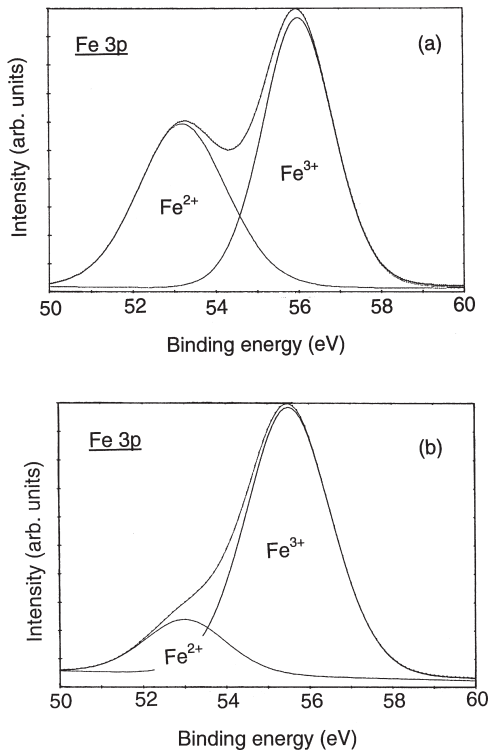 Fe 3p
(a)
Intensity (arb. units)
Fe2+
Fe3+
50 52 53 54 56 58 60
Binding energy (eV)
Fe 3p
(b)
Intensity (arb. units)
Fe3+
Fe2+
50 52 54 56 58 60
Binding energy (eV)